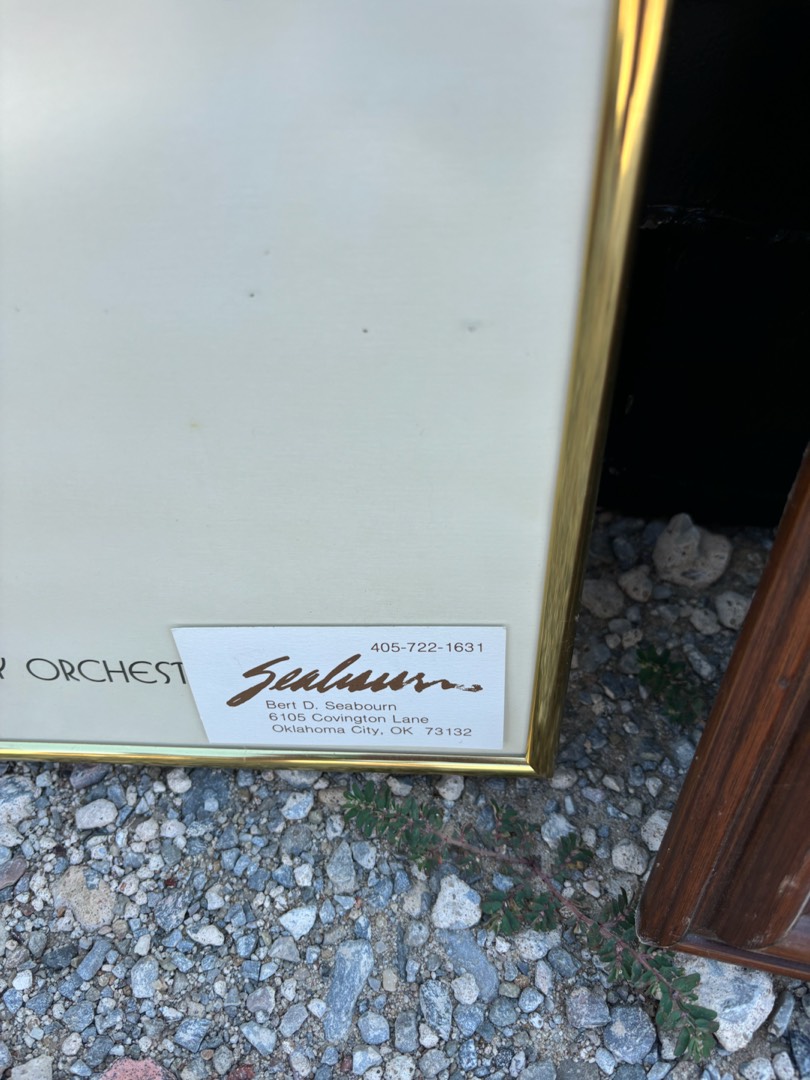 Y ORCHEST
405-722-1631
Seabourn
Bert D. Seabourn
6105 Covington Lane
Oklahoma City, OK 73132